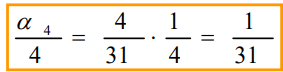 α₄/4 = 4/31 · 1/4 = 1/31